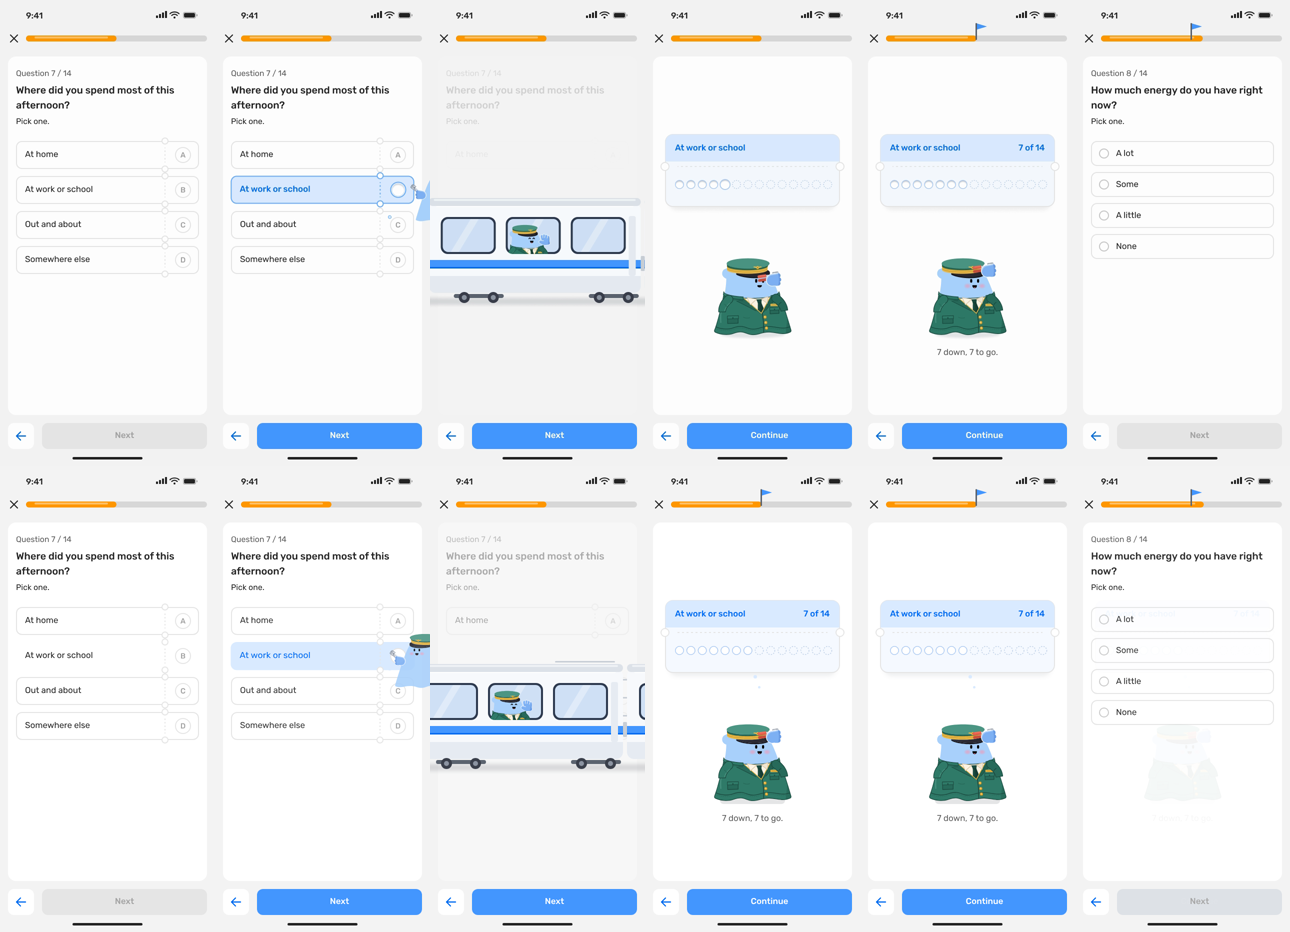 9:41
Question 7 / 14
Where did you spend most of this
afternoon?
Pick one.
At home
A
At work or school
B
Out and about
C
Somewhere else
D
Next
9:41
Question 7 / 14
Where did you spend most of this
afternoon?
Pick one.
At home
A
At work or school
Out and about
C
Somewhere else
D
Next
9:41
Question 7 / 14
Where did you spend most of this
afternoon?
Pick one.
At home
Next
9:41
At work or school
Continue
9:41
At work or school
7 of 14
7 down, 7 to go.
Continue
9:41
Question 8 / 14
How much energy do you have right
now?
Pick one.
A lot
Some
A little
None
Next
9:41
Question 7 / 14
Where did you spend most of this
afternoon?
Pick one.
At home
A
At work or school
B
Out and about
C
Somewhere else
D
Next
9:41
Question 7 / 14
Where did you spend most of this
afternoon?
Pick one.
At home
A
At work or school
Out and about
C
Somewhere else
D
Next
9:41
Question 7 / 14
Where did you spend most of this
afternoon?
Pick one.
At home
A
Next
9:41
At work or school
7 of 14
7 down, 7 to go.
Continue
9:41
At work or school
7 of 14
7 down, 7 to go.
Continue
9:41
Question 8 / 14
How much energy do you have right
now?
Pick one.
A lot
Some
A little
None
Next